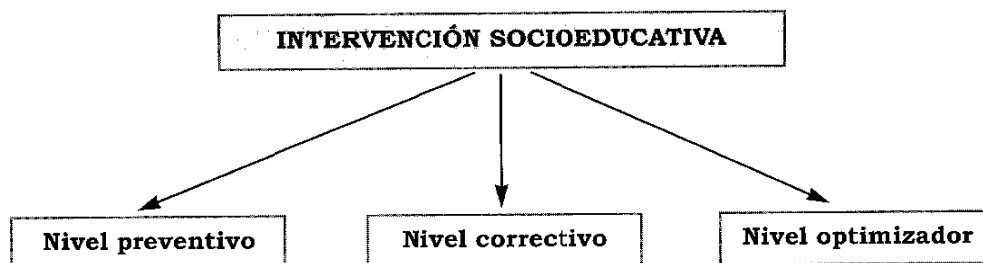 INTERVENCIÓN SOCIOEDUCATIVA
Nivel preventivo
Nivel correctivo
Nivel optimizador